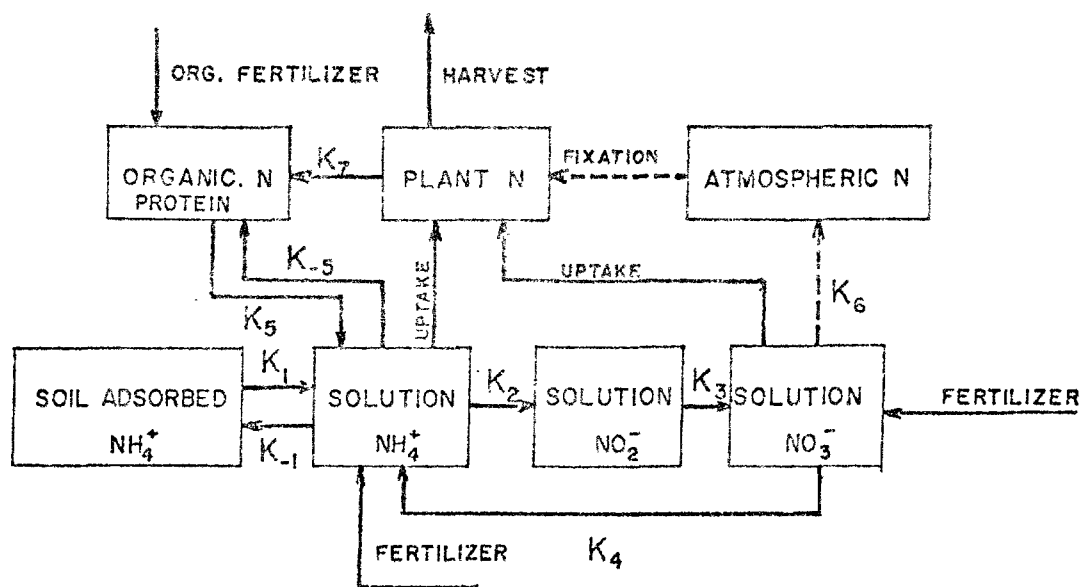 ORG. FERTILIZER
HARVEST
ORGANIC. N
PROTEIN
K7
PLANT N
FIXATION
ATMOSPHERIC N
K-5
K5
UPTAKE
UPTAKE
K6
SOIL ADSORBED
NH4+
K1
K-1
SOLUTION
NH4+
K2
SOLUTION
NO2-
K3
SOLUTION
NO3-
FERTILIZER
FERTILIZER
K4